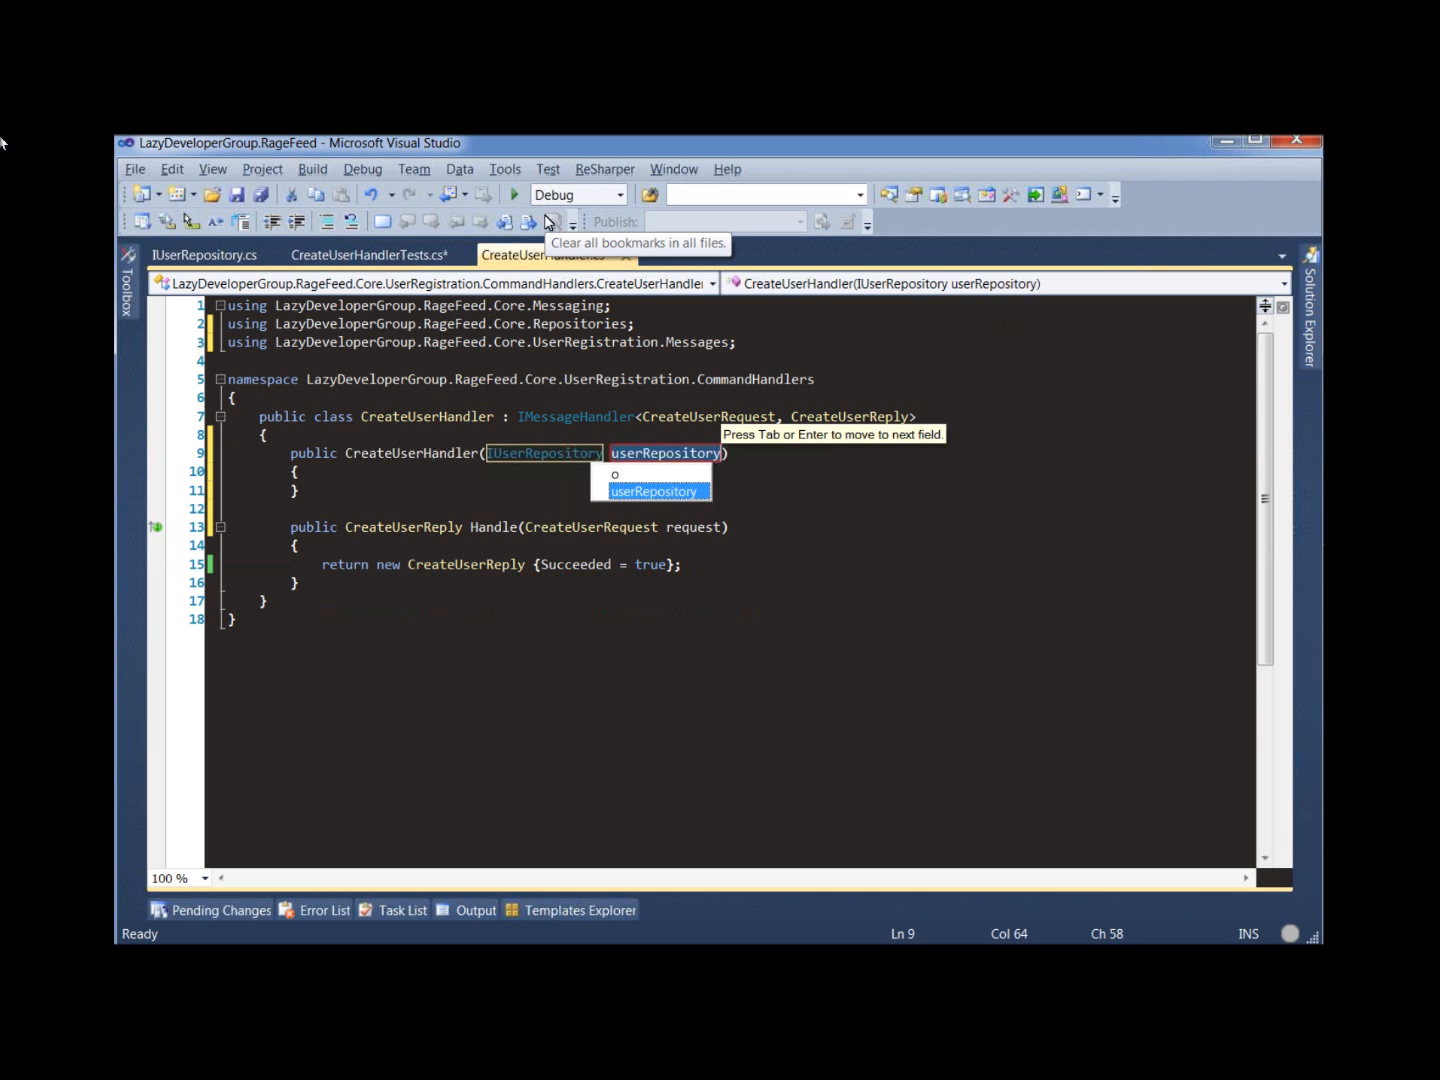 LazyDeveloperGroup.RageFeed - Microsoft Visual Studio
File Edit View Project Build Debug Team Data Tools Test ReSharper Window Help
Debug
Publish:
Clear all bookmarks in all files.
IUserRepository.cs CreateUserHandlerTests.cs*
Toolbox
Solution Explorer
LazyDeveloperGroup.RageFeed.Core.UserRegistration.CommandHandlers.CreateUserHandler CreateUserHandler(IUserRepository userRepository)
1 using LazyDeveloperGroup.RageFeed.Core.Messaging;
2 using LazyDeveloperGroup.RageFeed.Core.Repositories;
3 using LazyDeveloperGroup.RageFeed.Core.UserRegistration.Messages;
4
5 namespace LazyDeveloperGroup.RageFeed.Core.UserRegistration.CommandHandlers
6 {
7 public class CreateUserHandler : IMessageHandler<CreateUserRequest, CreateUserReply>
8 {
Press Tab or Enter to move to next field.
9 public CreateUserHandler(IUserRepository userRepository)
10 {
o
11 }
userRepository
12
13 public CreateUserReply Handle(CreateUserRequest request)
14 {
15 return new CreateUserReply {Succeeded = true};
16 }
17 }
18 }
100 %
Pending Changes Error List Task List Output Templates Explorer
Ready Ln 9 Col 64 Ch 58 INS